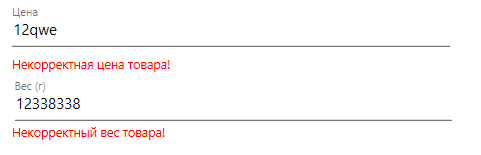 Цена
12qwe
Некорректная цена товара!
Вес (г)
12338338
Некорректный вес товара!